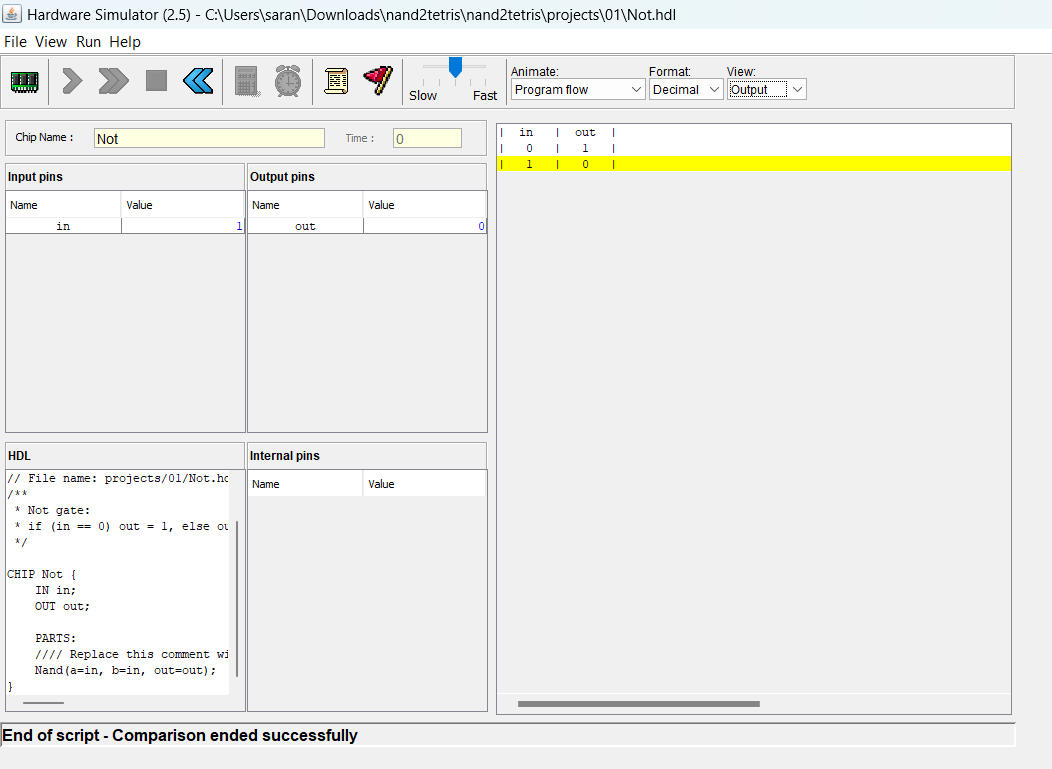 Hardware Simulator (2.5) - C:\Users\saran\Downloads\nand2tetris\nand2tetris\projects\01\Not.hdl
File View Run Help
Slow Fast
Animate: Format: View:
Program flow Decimal Output
Chip Name : Not Time : 0
Input pins Output pins
Name Value Name Value
in 1 out 0
| in | out |
| 0 | 1 |
| 1 | 0 |
HDL Internal pins
Name Value
// File name: projects/01/Not.hd
/**
* Not gate:
* if (in == 0) out = 1, else ou
*/
CHIP Not {
IN in;
OUT out;
PARTS:
//// Replace this comment wi
Nand(a=in, b=in, out=out);
}
End of script - Comparison ended successfully